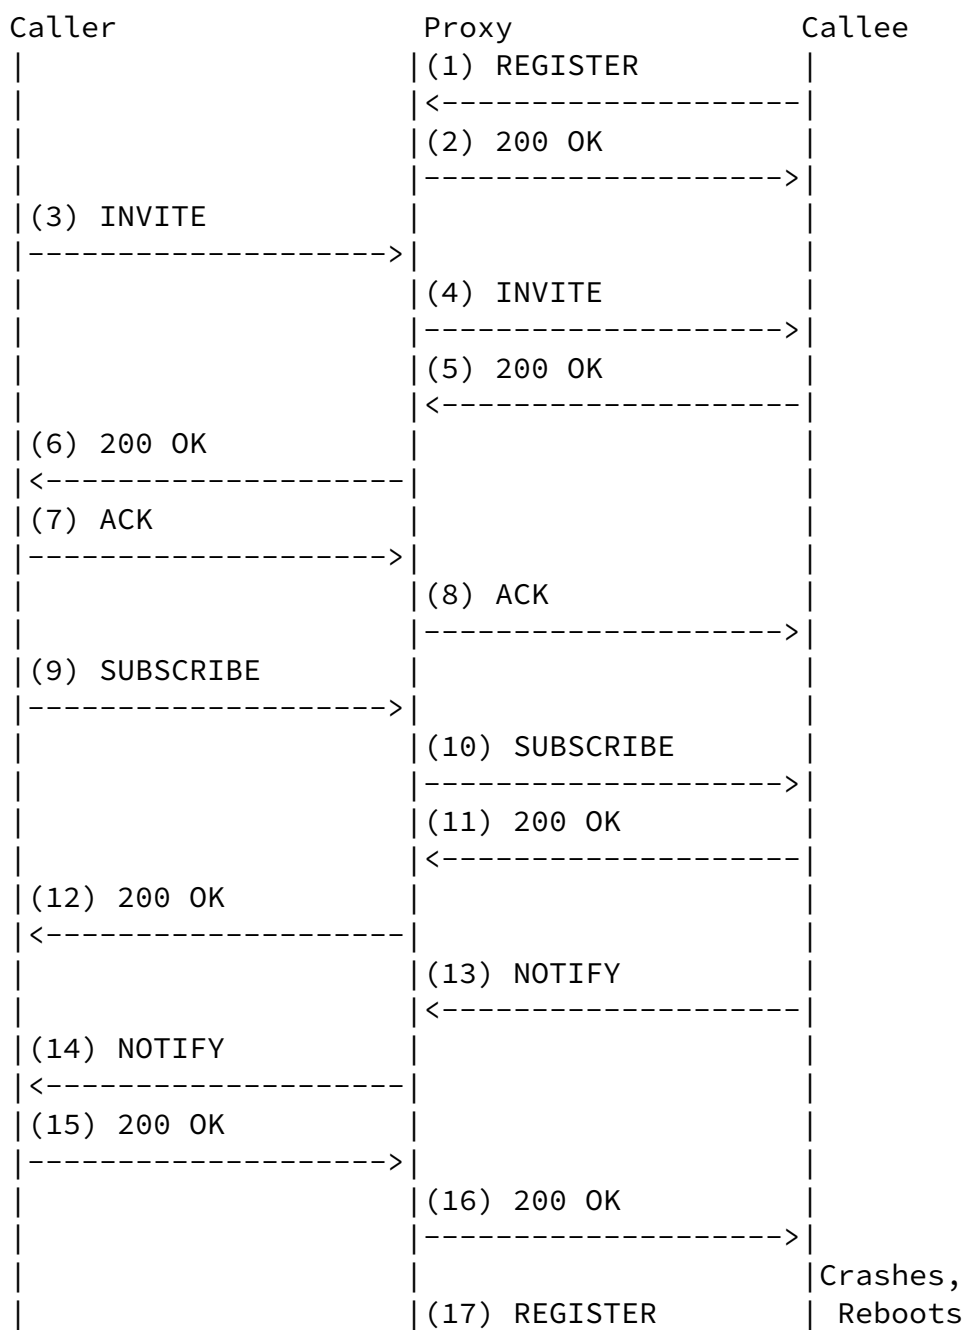 Caller Proxy Callee
(1) REGISTER
(2) 200 OK
(3) INVITE
(4) INVITE
(5) 200 OK
(6) 200 OK
(7) ACK
(8) ACK
(9) SUBSCRIBE
(10) SUBSCRIBE
(11) 200 OK
(12) 200 OK
(13) NOTIFY
(14) NOTIFY
(15) 200 OK
(16) 200 OK
Crashes,
(17) REGISTER Reboots